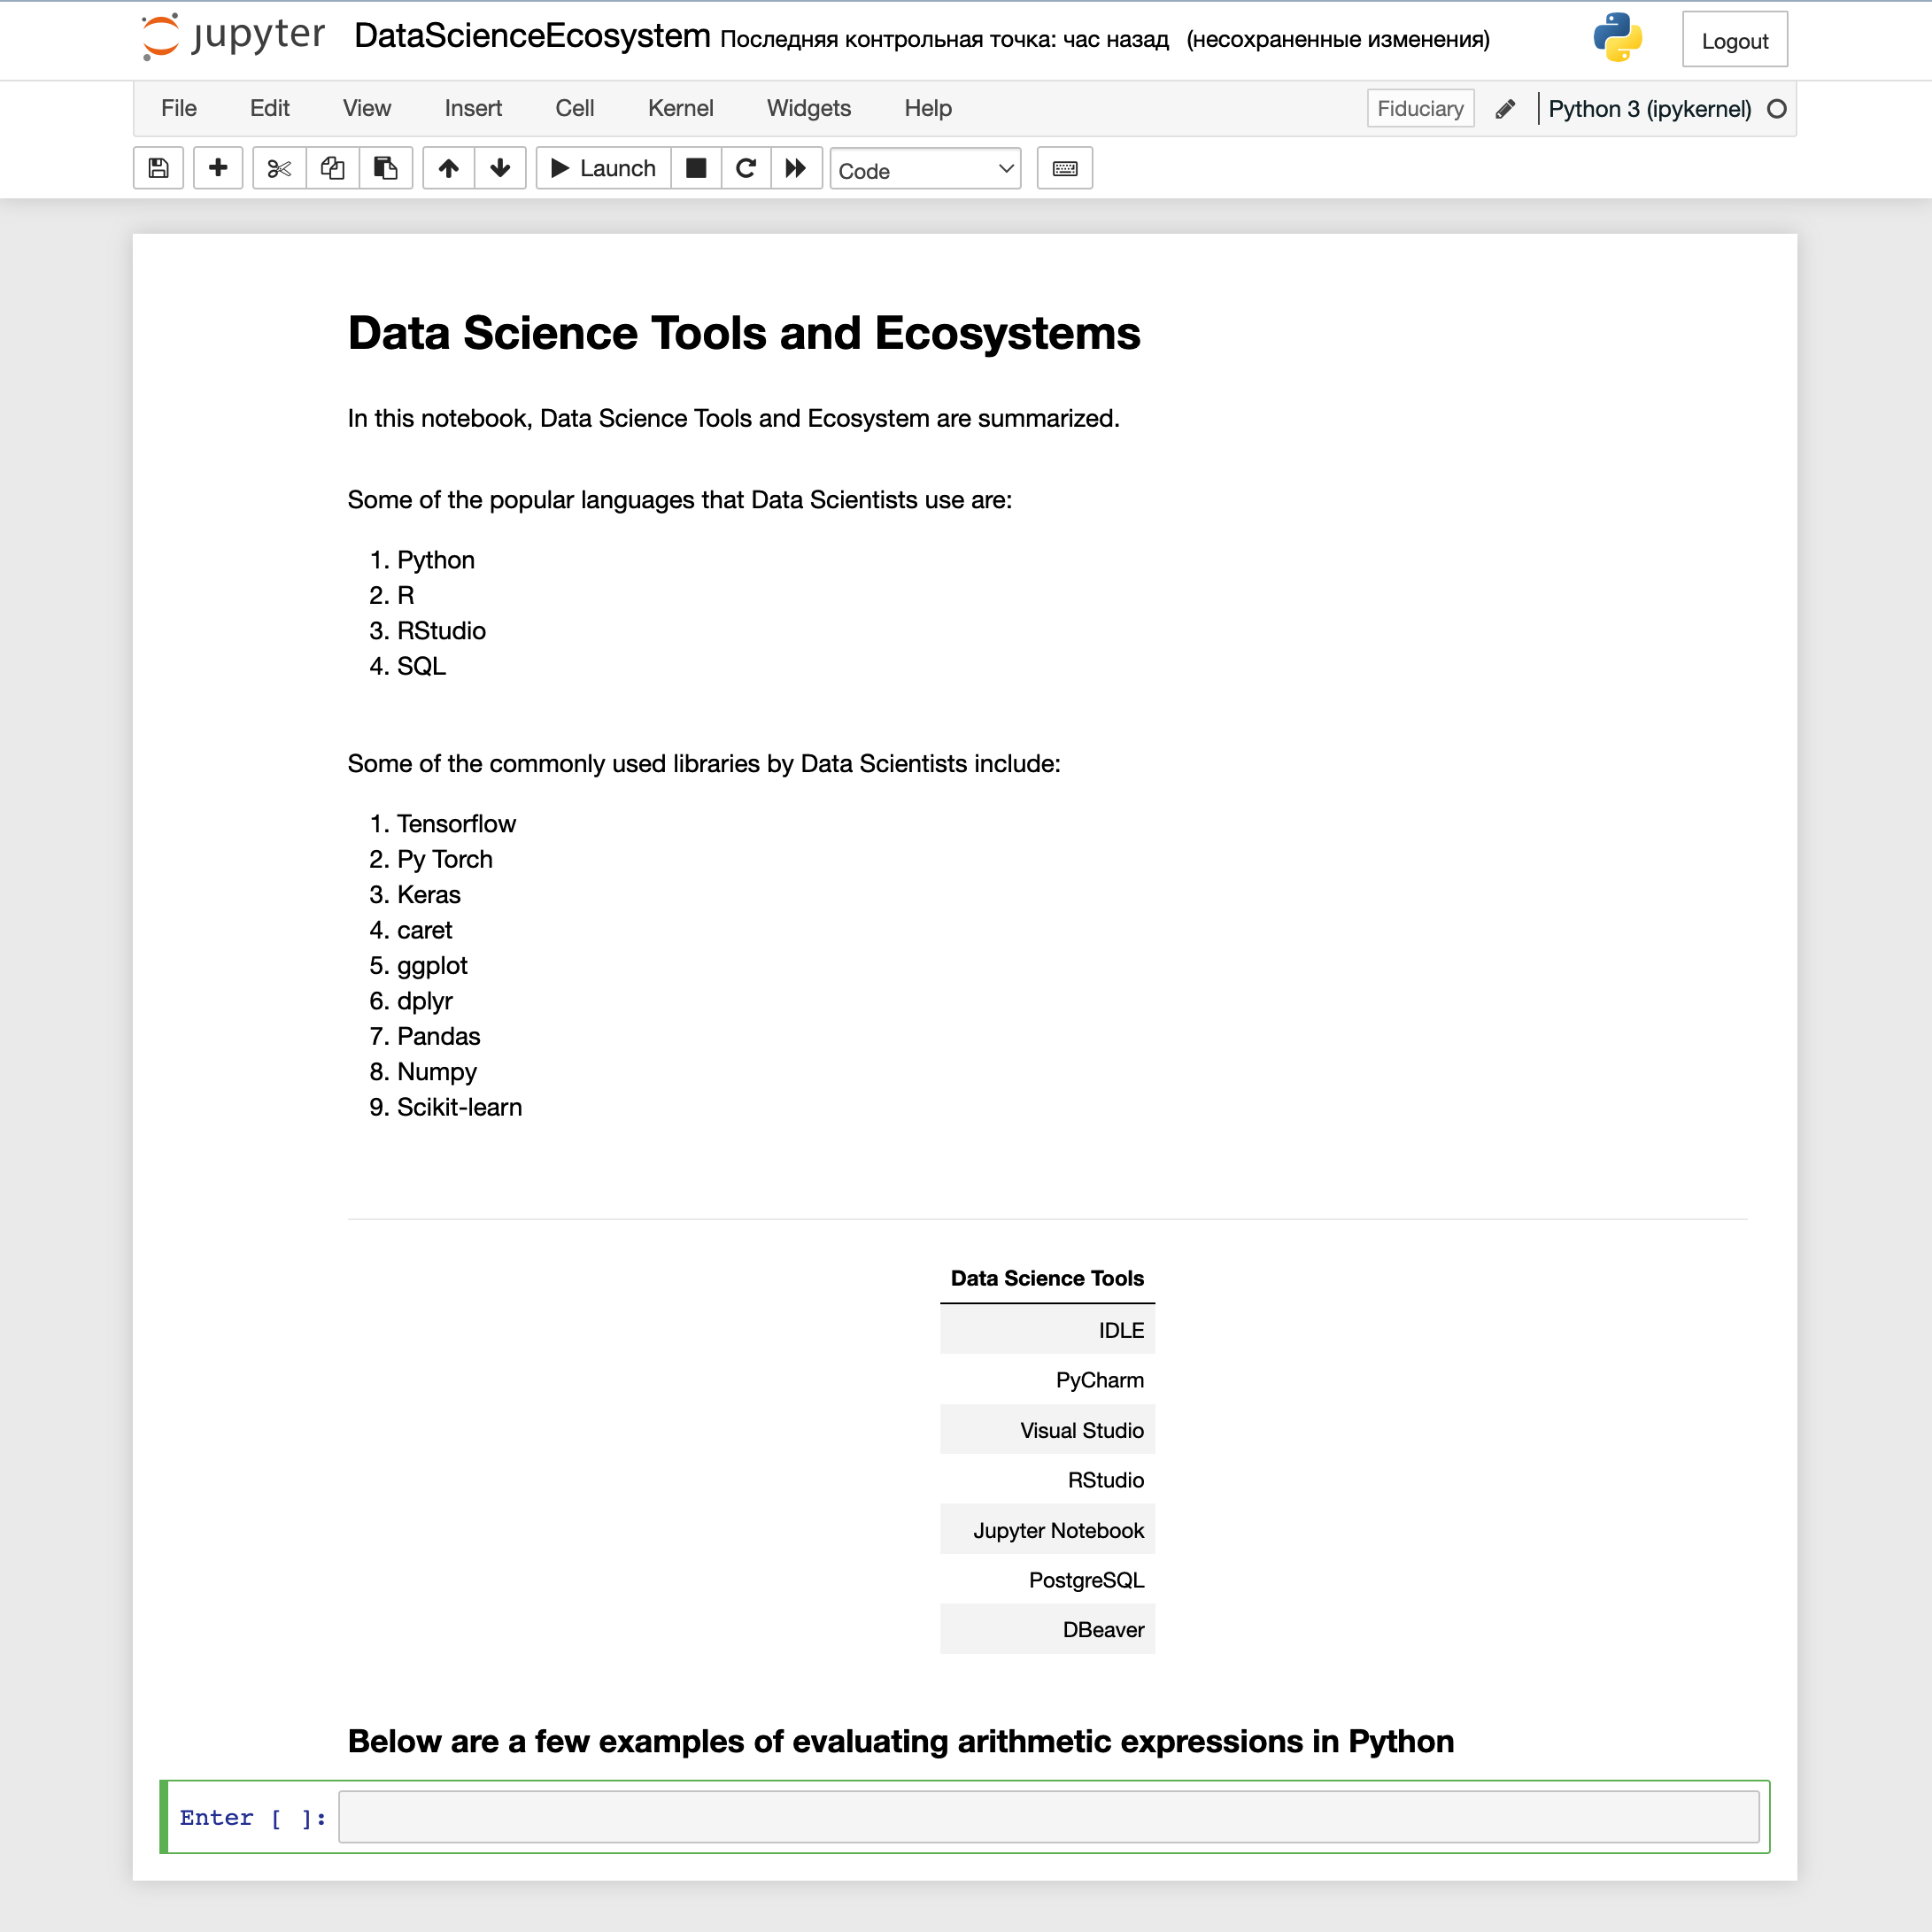 jupyter DataScienceEcosystem Последняя контрольная точка: час назад (несохраненные изменения) Logout
File Edit View Insert Cell Kernel Widgets Help Fiduciary Python 3 (ipykernel)
Launch Code
Data Science Tools and Ecosystems
In this notebook, Data Science Tools and Ecosystem are summarized.
Some of the popular languages that Data Scientists use are:
1. Python
2. R
3. RStudio
4. SQL
Some of the commonly used libraries by Data Scientists include:
1. Tensorflow
2. Py Torch
3. Keras
4. caret
5. ggplot
6. dplyr
7. Pandas
8. Numpy
9. Scikit-learn
Data Science Tools
IDLE
PyCharm
Visual Studio
RStudio
Jupyter Notebook
PostgreSQL
DBeaver
Below are a few examples of evaluating arithmetic expressions in Python
Enter [ ]: